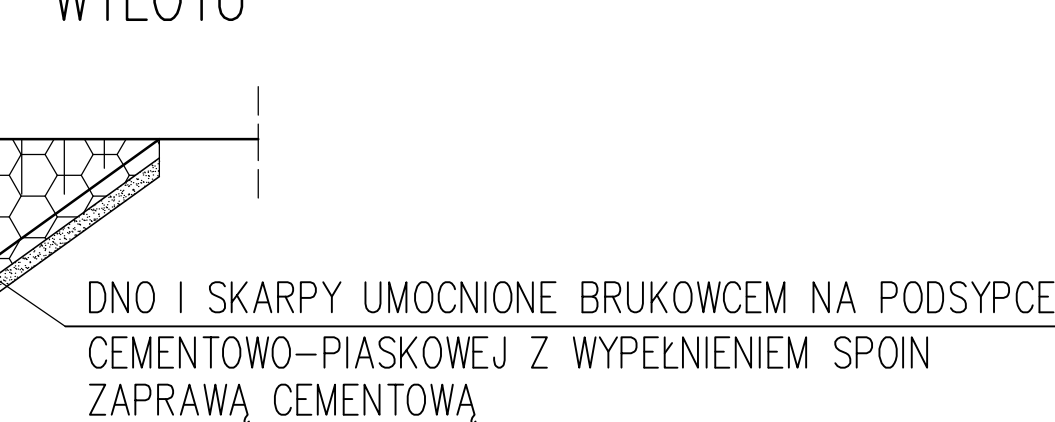 WYLOTU
DNO I SKARPY UMOCNIONE BRUKOWCEM NA PODSYPCE
CEMENTOWO-PIASKOWEJ Z WYPEŁNIENIEM SPOIN
ZAPRAWĄ CEMENTOWĄ